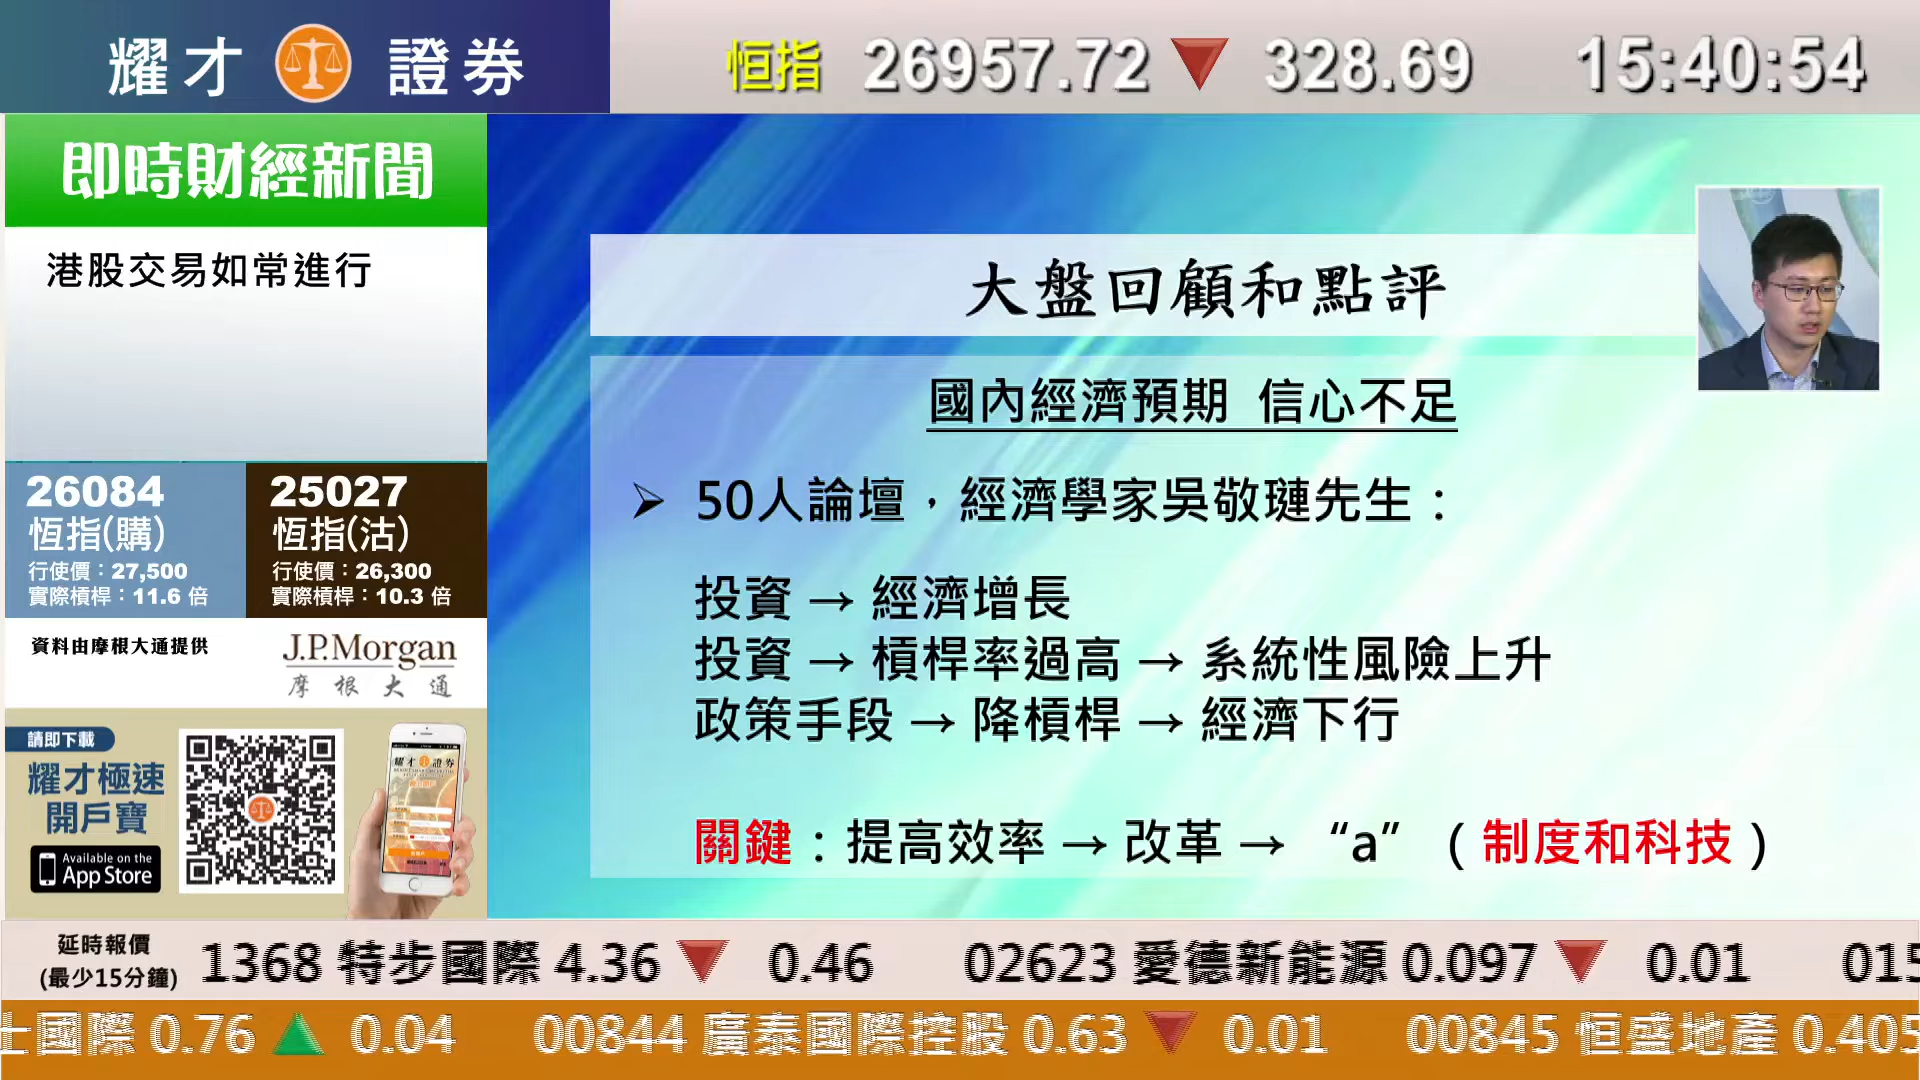 耀才 證券
恒指 26957.72 ▼ 328.69 15:40:54
即時財經新聞
港股交易如常進行
26084
恆指(購)
行使價：27,500
實際槓桿：11.6 倍
25027
恆指(沽)
行使價：26,300
實際槓桿：10.3 倍
資料由摩根大通提供
J.P.Morgan
摩根大通
請即下載
耀才極速
開戶寶
Available on the
App Store
耀才 證券
大盤回顧和點評
國內經濟預期 信心不足
➢ 50人論壇，經濟學家吳敬璉先生：
投資 → 經濟增長
投資 → 槓桿率過高 → 系統性風險上升
政策手段 → 降槓桿 → 經濟下行
關鍵：提高效率 → 改革 → “a”（制度和科技）
延時報價
(最少15分鐘)
1368 特步國際 4.36 ▼ 0.46 02623 愛德新能源 0.097 ▼ 0.01 015
士國際 0.76 ▲ 0.04 00844 廣泰國際控股 0.63 ▼ 0.01 00845 恒盛地產 0.405